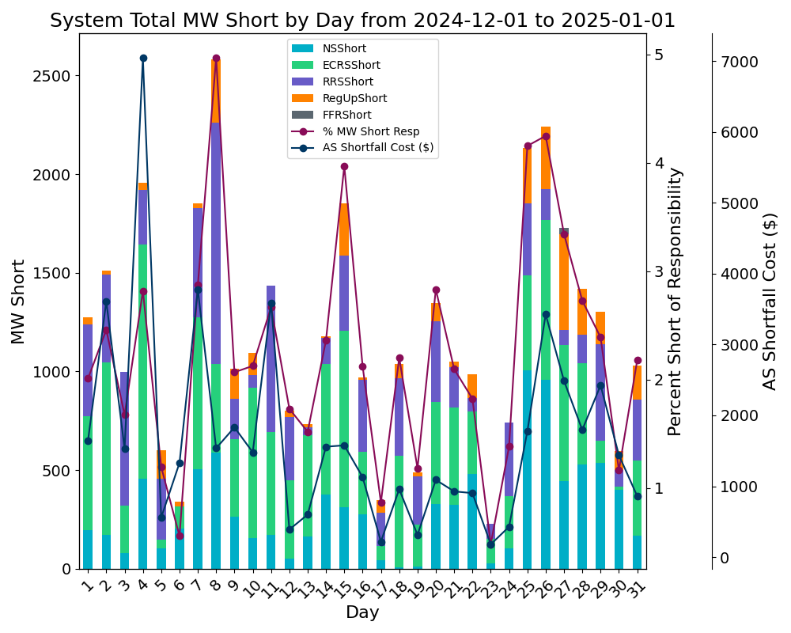 System Total MW Short by Day from 2024-12-01 to 2025-01-01
NSShort
ECRSShort
RRSShort
RegUpShort
FFRShort
% MW Short Resp
AS Shortfall Cost ($)
MW Short
2500
2000
1500
1000
500
0
1 2 3 4 5 6 7 8 9 10 11 12 13 14 15 16 17 18 19 20 21 22 23 24 25 26 27 28 29 30 31
Day
5
4
3
2
1
Percent Short of Responsibility
7000
6000
5000
4000
3000
2000
1000
0
AS Shortfall Cost ($)